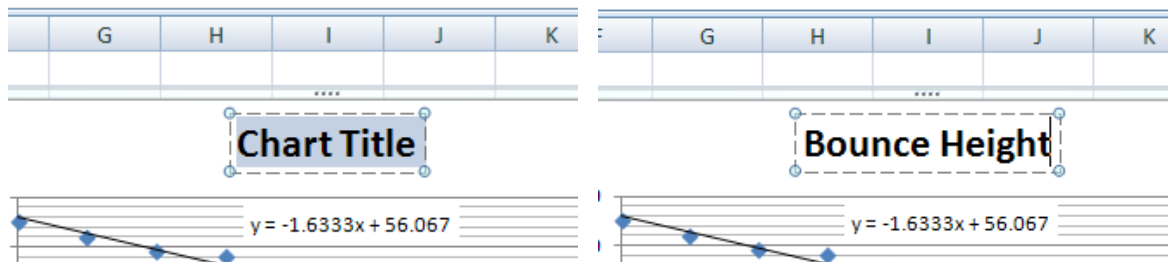 G H I J K
Chart Title
y = -1.6333x + 56.067
F G H I J K
Bounce Height
y = -1.6333x + 56.067